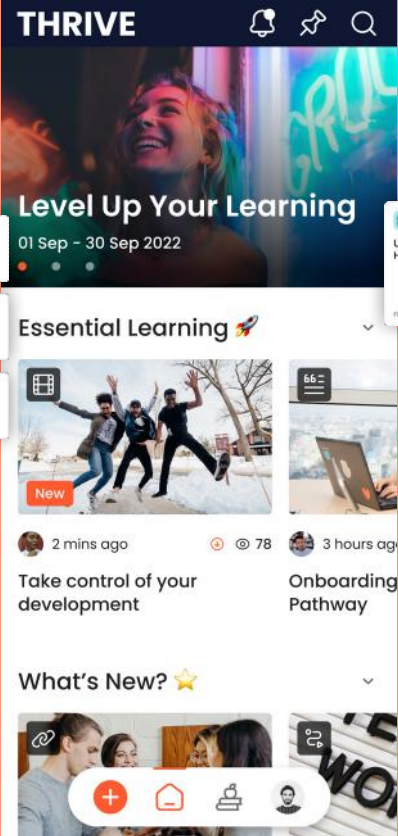 THRIVE
Level Up Your Learning
01 Sep - 30 Sep 2022
Essential Learning 🚀
New
2 mins ago
78
3 hours ag
Take control of your
development
Onboarding
Pathway
What's New? ⭐